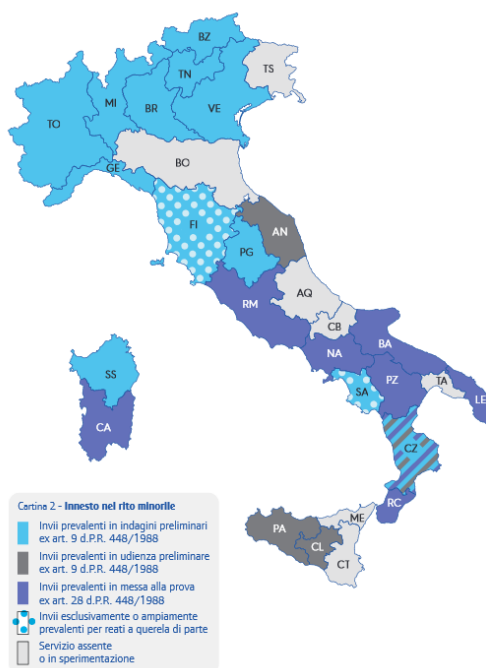 BZ
TS
TN
MI
BR
VE
TO
BO
GE
FI
AN
PG
AQ
RM
CB
BA
NA
SS
PZ
TA
SA
LE
CA
CZ
RC
ME
PA
CL
CT
Cartina 2 - Innesto nel rito minorile
Invii prevalenti in indagini preliminari
ex art. 9 d.P.R. 448/1988
Invii prevalenti in udienza preliminare
ex art. 9 d.P.R. 448/1988
Invii prevalenti in messa alla prova
ex art. 28 d.P.R. 448/1988
Invii esclusivamente o ampiamente
prevalenti per reati a querela di parte
Servizio assente
o in sperimentazione